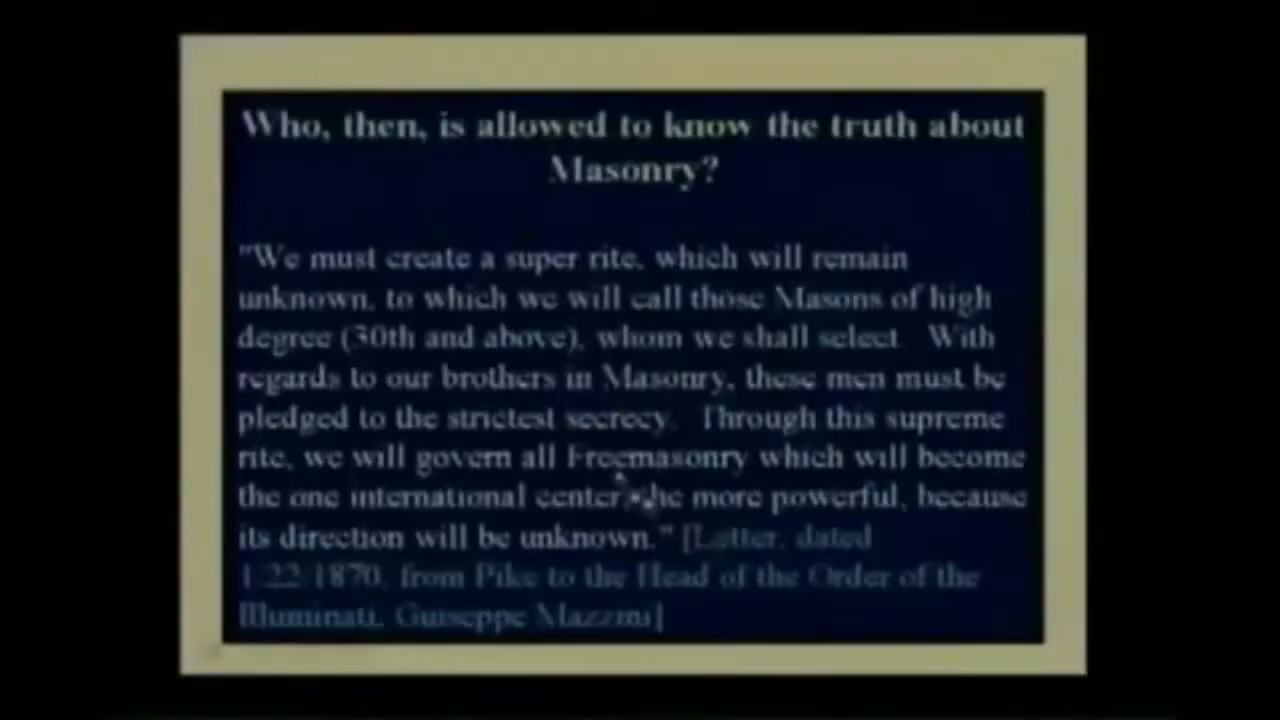 Who, then, is allowed to know the truth about
Masonry?
"We must create a super rite, which will remain
unknown, to which we will call those Masons of high
degree (30th and above), whom we shall select. With
regards to our brothers in Masonry, these men must be
pledged to the strictest secrecy. Through this supreme
rite, we will govern all Freemasonry which will become
the one international center, the more powerful, because
its direction will be unknown." [Letter, dated
1/22/1870, from Pike to the Head of the Order of the
Illuminati, Guiseppe Mazzini]